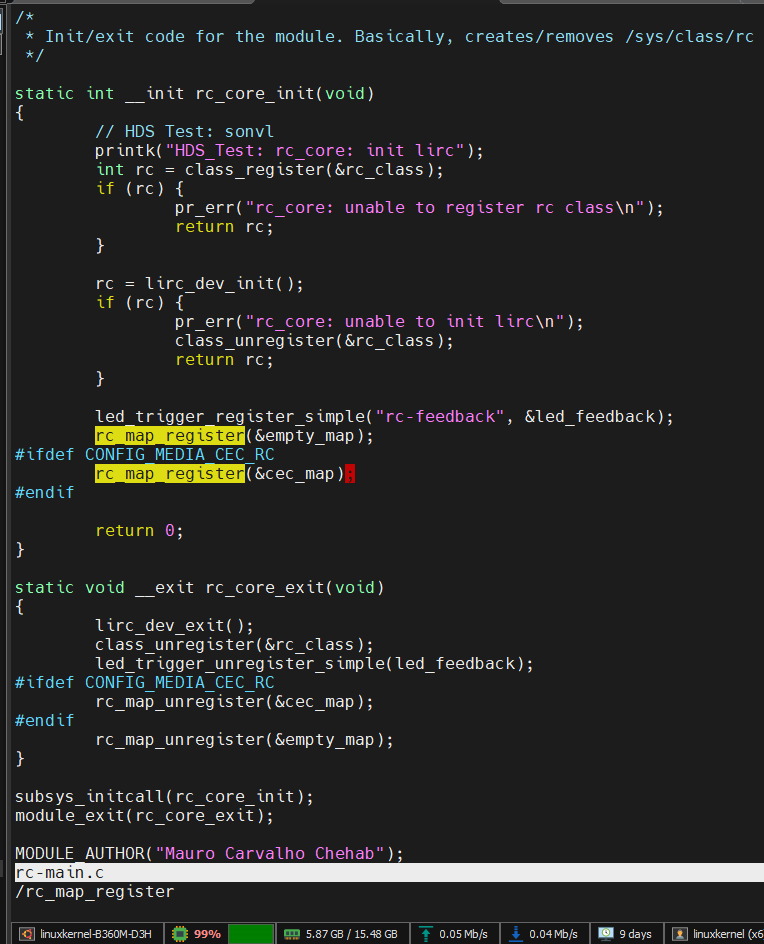 /*
 * Init/exit code for the module. Basically, creates/removes /sys/class/rc
 */

static int __init rc_core_init(void)
{
        // HDS Test: sonvl
        printk("HDS_Test: rc_core: init lirc");
        int rc = class_register(&rc_class);
        if (rc) {
                pr_err("rc_core: unable to register rc class\n");
                return rc;
        }

        rc = lirc_dev_init();
        if (rc) {
                pr_err("rc_core: unable to init lirc\n");
                class_unregister(&rc_class);
                return rc;
        }

        led_trigger_register_simple("rc-feedback", &led_feedback);
        rc_map_register(&empty_map);
#ifdef CONFIG_MEDIA_CEC_RC
        rc_map_register(&cec_map);
#endif

        return 0;
}

static void __exit rc_core_exit(void)
{
        lirc_dev_exit();
        class_unregister(&rc_class);
        led_trigger_unregister_simple(led_feedback);
#ifdef CONFIG_MEDIA_CEC_RC
        rc_map_unregister(&cec_map);
#endif
        rc_map_unregister(&empty_map);
}

subsys_initcall(rc_core_init);
module_exit(rc_core_exit);

MODULE_AUTHOR("Mauro Carvalho Chehab");
rc-main.c
/rc_map_register
linuxkernel-B360M-D3H 99% 5.87 GB / 15.48 GB 0.05 Mb/s 0.04 Mb/s 9 days linuxkernel (x6